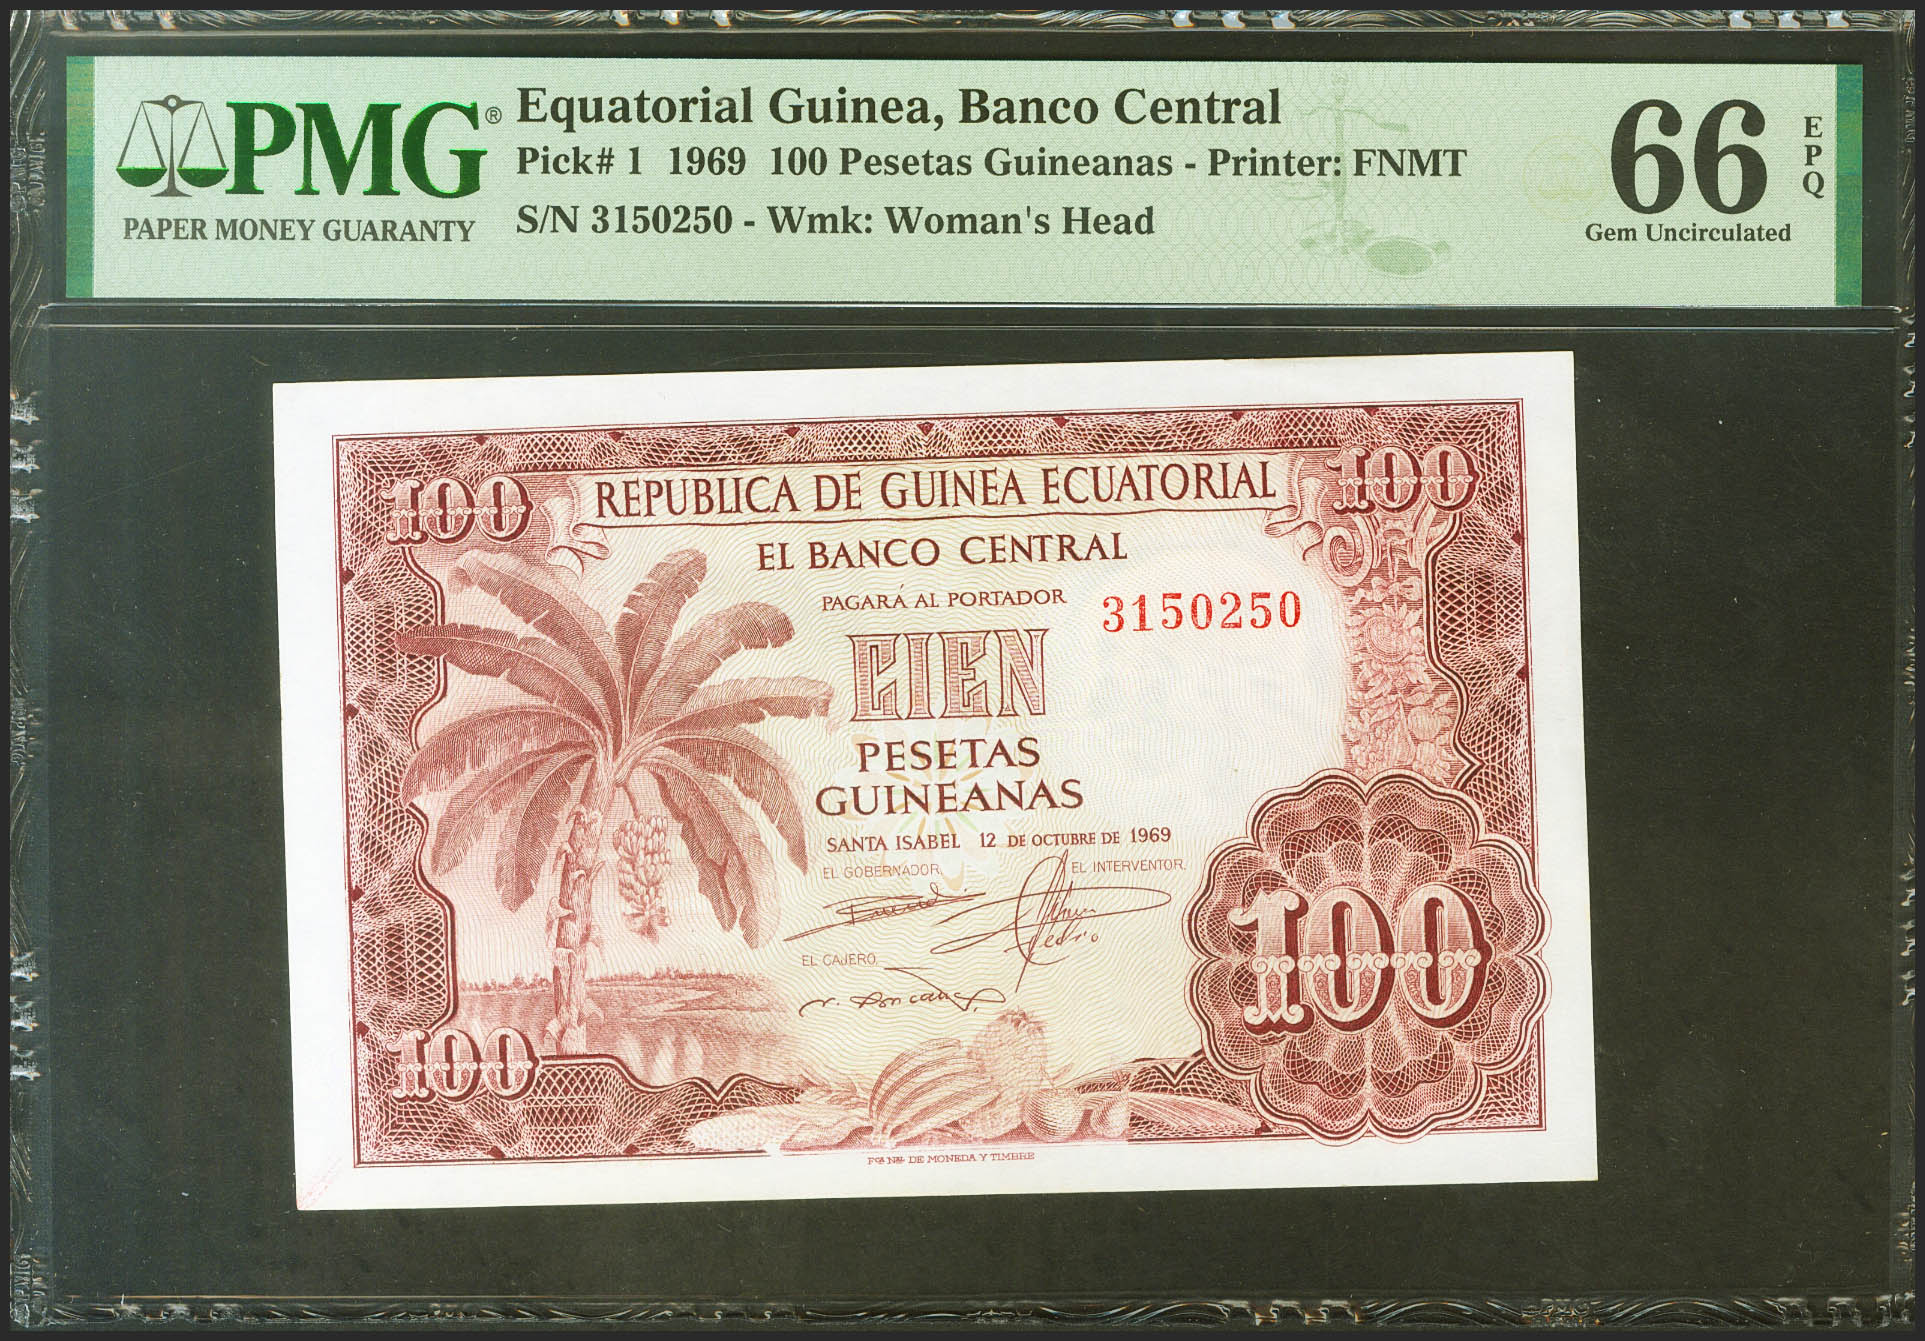 PMG®
PAPER MONEY GUARANTY
Equatorial Guinea, Banco Central
Pick# 1 1969 100 Pesetas Guineanas - Printer: FNMT
S/N 3150250 - Wmk: Woman's Head
66
EPQ
Gem Uncirculated
100
REPUBLICA DE GUINEA ECUATORIAL
100
EL BANCO CENTRAL
PAGARÁ AL PORTADOR
3150250
CIEN
PESETAS
GUINEANAS
SANTA ISABEL 12 DE OCTUBRE DE 1969
EL GOBERNADOR,
EL INTERVENTOR,
Pedro
EL CAJERO,
100
100
Fca. Nal. DE MONEDA Y TIMBRE